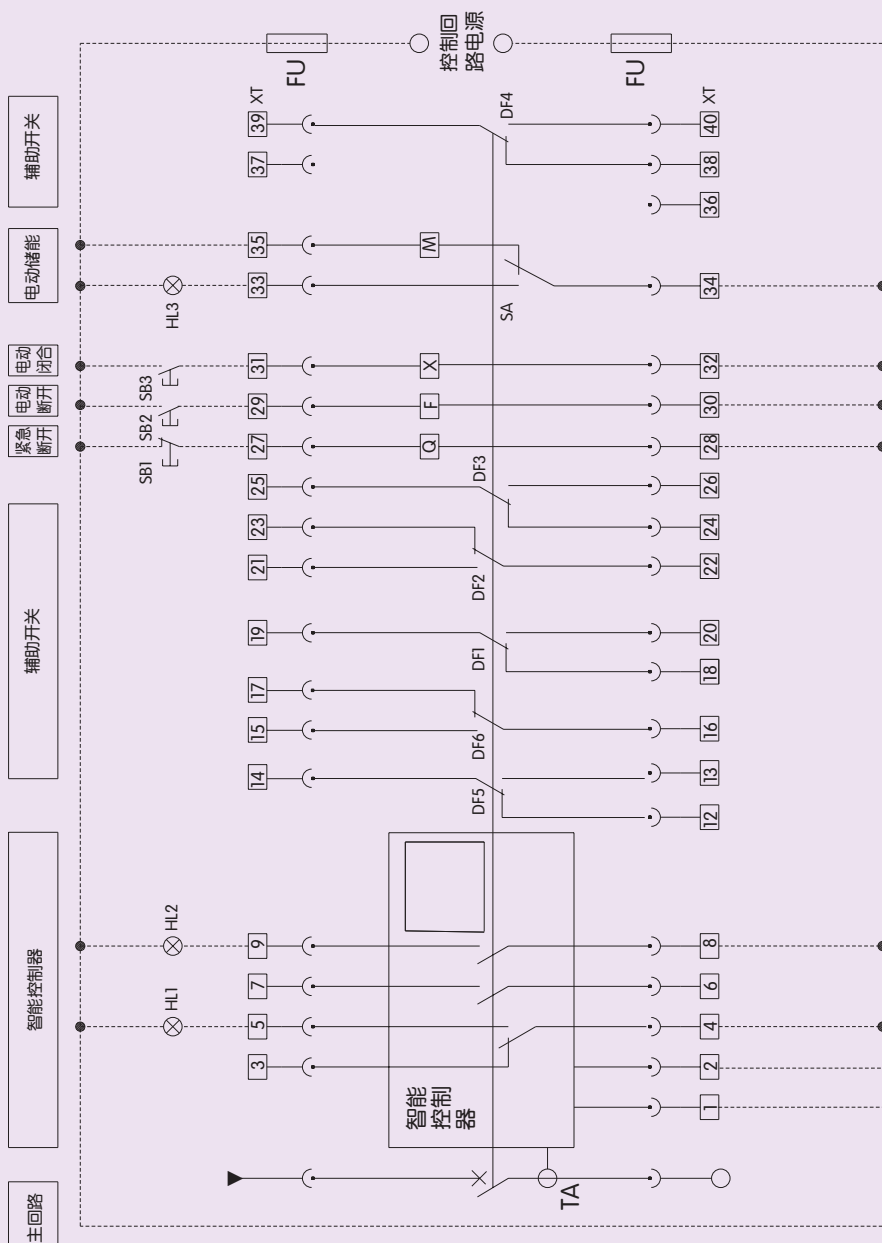 主回路
智能控制器
辅助开关
紧急
断开
电动
断开
电动
闭合
电动储能
辅助开关
SB1
SB2
SB3
HL1
HL2
HL3
3
5
7
9
14
15
17
19
21
23
25
27
29
31
33
35
37
39
XT
FU
智能
控制
器
Q
F
X
M
控制回
路电源
DF5
DF6
DF1
DF2
DF3
SA
DF4
TA
FU
1
2
4
6
8
12
13
16
18
20
22
24
26
28
30
32
34
36
38
40
XT